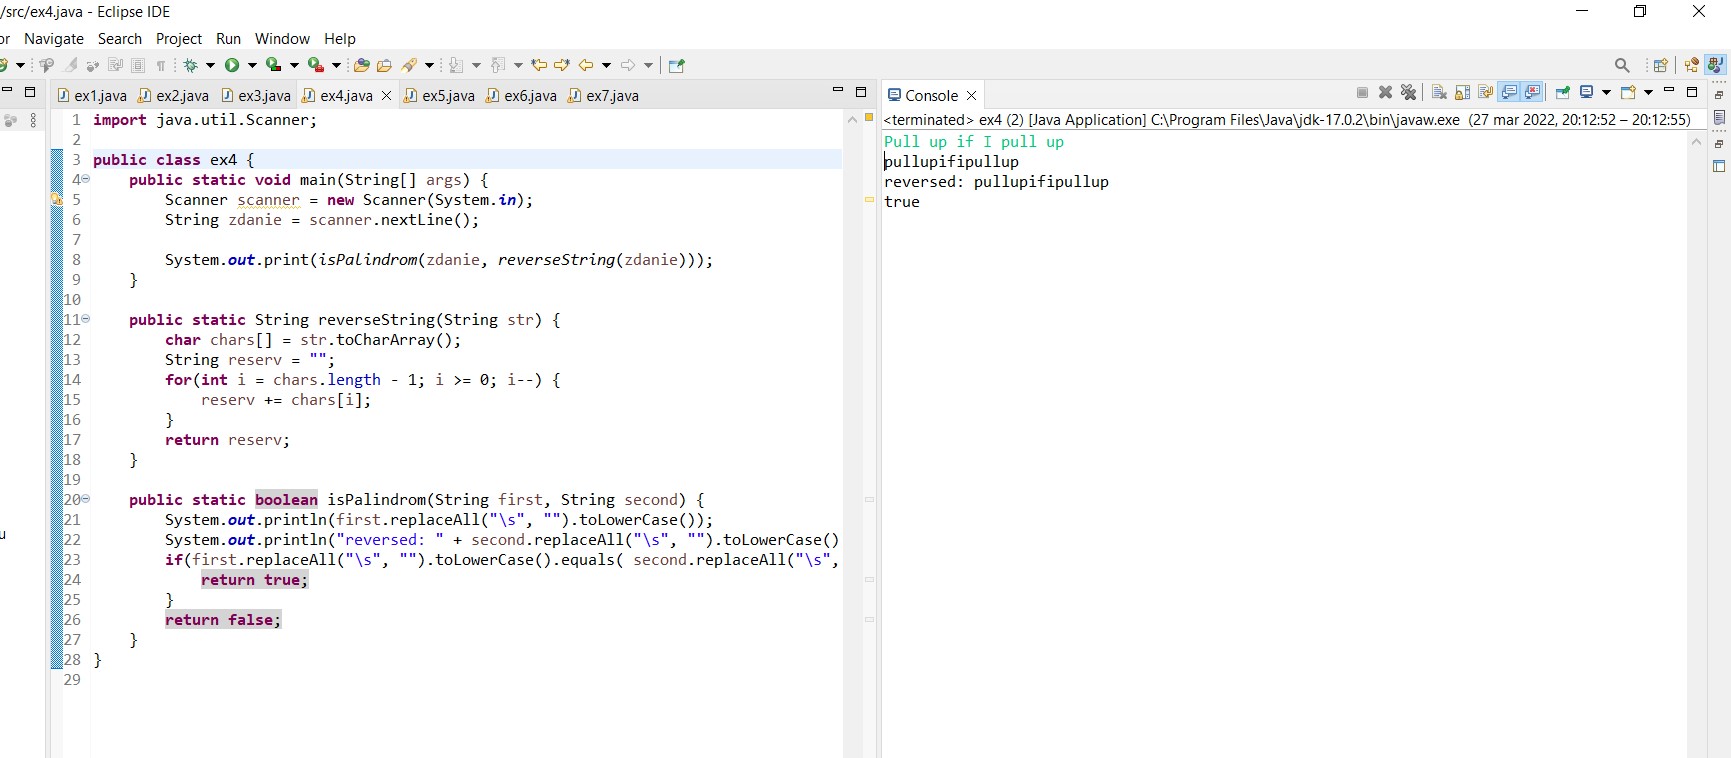 /src/ex4.java - Eclipse IDE
or Navigate Search Project Run Window Help
ex1.java ex2.java ex3.java ex4.java ex5.java ex6.java ex7.java
1 import java.util.Scanner;
2
3 public class ex4 {
4 public static void main(String[] args) {
5 Scanner scanner = new Scanner(System.in);
6 String zdanie = scanner.nextLine();
7
8 System.out.print(isPalindrom(zdanie, reverseString(zdanie)));
9 }
10
11 public static String reverseString(String str) {
12 char chars[] = str.toCharArray();
13 String reserv = "";
14 for(int i = chars.length - 1; i >= 0; i--) {
15 reserv += chars[i];
16 }
17 return reserv;
18 }
19
20 public static boolean isPalindrom(String first, String second) {
21 System.out.println(first.replaceAll("\s", "").toLowerCase());
22 System.out.println("reversed: " + second.replaceAll("\s", "").toLowerCase()
23 if(first.replaceAll("\s", "").toLowerCase().equals( second.replaceAll("\s",
24 return true;
25 }
26 return false;
27 }
28 }
29
u
Console
<terminated> ex4 (2) [Java Application] C:\Program Files\Java\jdk-17.0.2\bin\javaw.exe (27 mar 2022, 20:12:52 – 20:12:55)
Pull up if I pull up
pullupifipullup
reversed: pullupifipullup
true